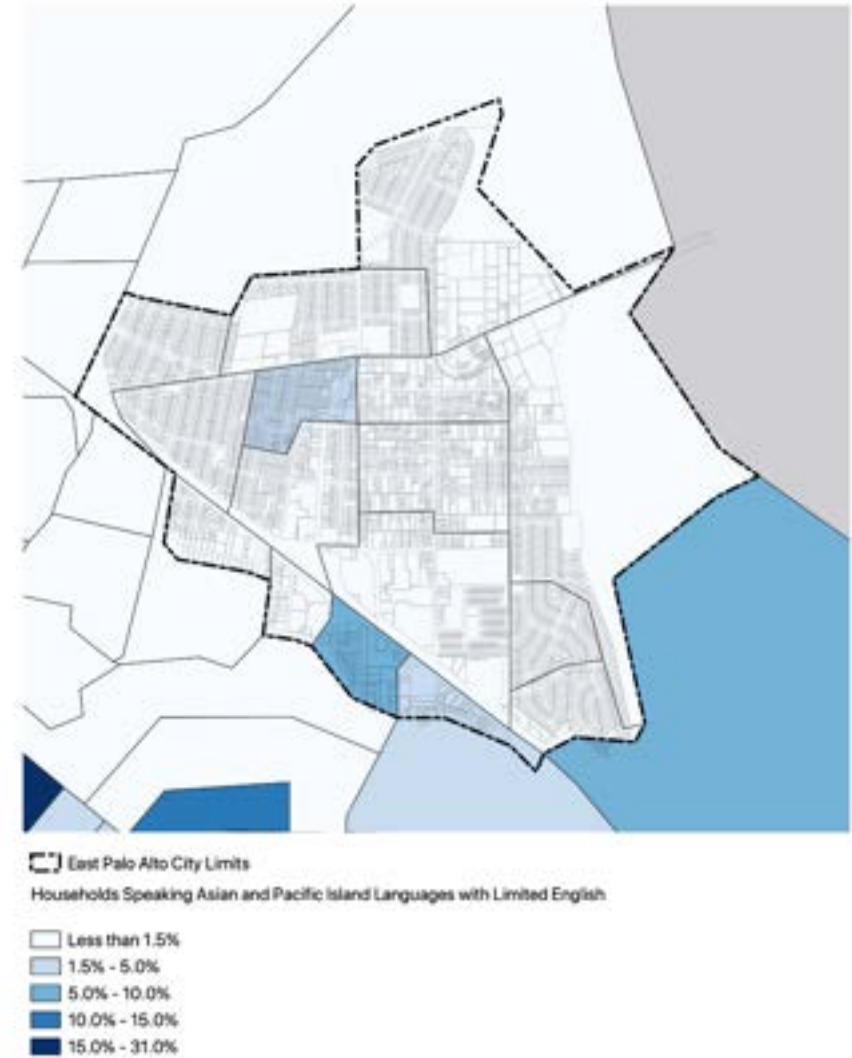 East Palo Alto City Limits
Households Speaking Asian and Pacific Island Languages with Limited English
Less than 1.5%
1.5% - 5.0%
5.0% - 10.0%
10.0% - 15.0%
15.0% - 31.0%